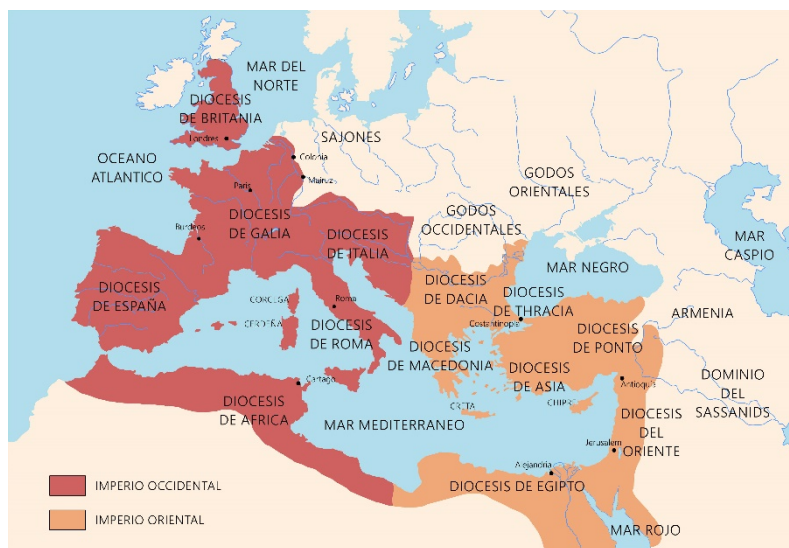 MAR DEL
NORTE
DIOCESIS
DE BRITANIA
Londres
SAJONES
OCEANO
ATLANTICO
Colonia
Mainz
Paris
GODOS
ORIENTALES
GODOS
OCCIDENTALES
DIOCESIS
DE GALIA
Burdeos
DIOCESIS
DE ITALIA
MAR
CASPIO
MAR NEGRO
DIOCESIS
DE DACIA
DIOCESIS
DE ESPAÑA
CORCEGA
Roma
CERDEÑA
DIOCESIS
DE ROMA
DIOCESIS
DE THRACIA
Costantinopla
ARMENIA
DIOCESIS
DE PONTO
DIOCESIS
DE MACEDONIA
DIOCESIS
DE ASIA
Antioquia
DOMINIO
DEL
SASSANIDS
Cartago
DIOCESIS
DE AFRICA
CRETA
CHIPRE
MAR MEDITERRANEO
DIOCESIS
DEL
ORIENTE
Jerusalem
Alejandria
DIOCESIS DE EGIPTO
MAR ROJO
IMPERIO OCCIDENTAL
IMPERIO ORIENTAL